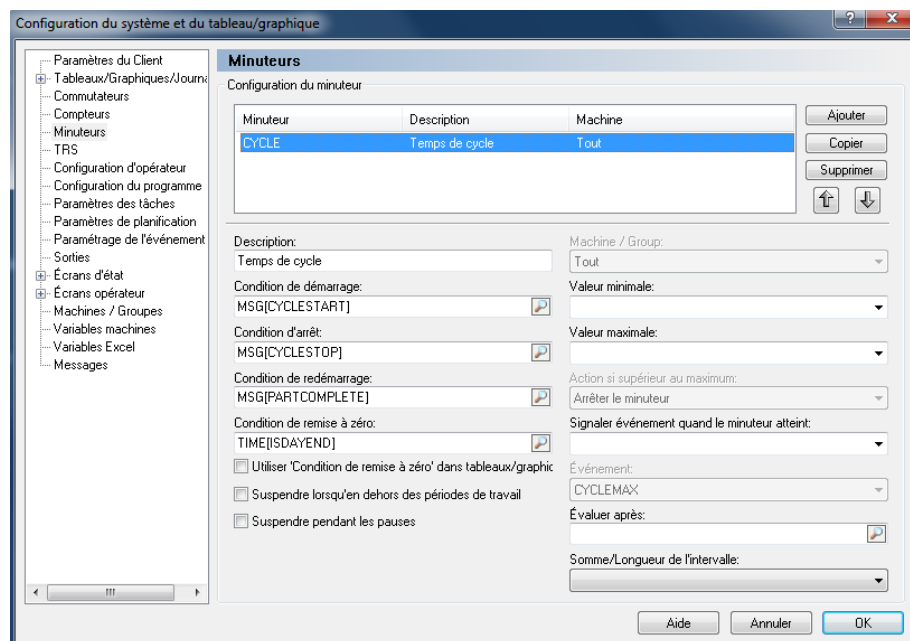 Configuration du système et du tableau/graphique
Paramètres du Client
Tableaux/Graphiques/Journa
Commutateurs
Compteurs
Minuteurs
TRS
Configuration d'opérateur
Configuration du programme
Paramètres des tâches
Paramètres de planification
Paramétrage de l'événement
Sorties
Écrans d'état
Écrans opérateur
Machines / Groupes
Variables machines
Variables Excel
Messages
Minuteurs
Configuration du minuteur
Minuteur Description Machine
CYCLE Temps de cycle Tout
Ajouter
Copier
Supprimer
Description:
Temps de cycle
Condition de démarrage:
MSG[CYCLESTART]
Condition d'arrêt:
MSG[CYCLESTOP]
Condition de redémarrage:
MSG[PARTCOMPLETE]
Condition de remise à zéro:
TIME[ISDAYEND]
Utiliser 'Condition de remise à zéro' dans tableaux/graphic
Suspendre lorsqu'en dehors des périodes de travail
Suspendre pendant les pauses
Machine / Group:
Tout
Valeur minimale:
Valeur maximale:
Action si supérieur au maximum:
Arrêter le minuteur
Signaler événement quand le minuteur atteint:
Événement:
CYCLEMAX
Évaluer après:
Somme/Longueur de l'intervalle:
Aide
Annuler
OK